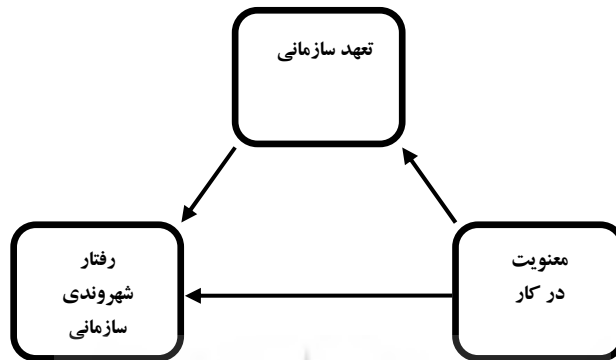 تعهد سازمانی
معنویت
در کار
رفتار
شهروندی
سازمانی